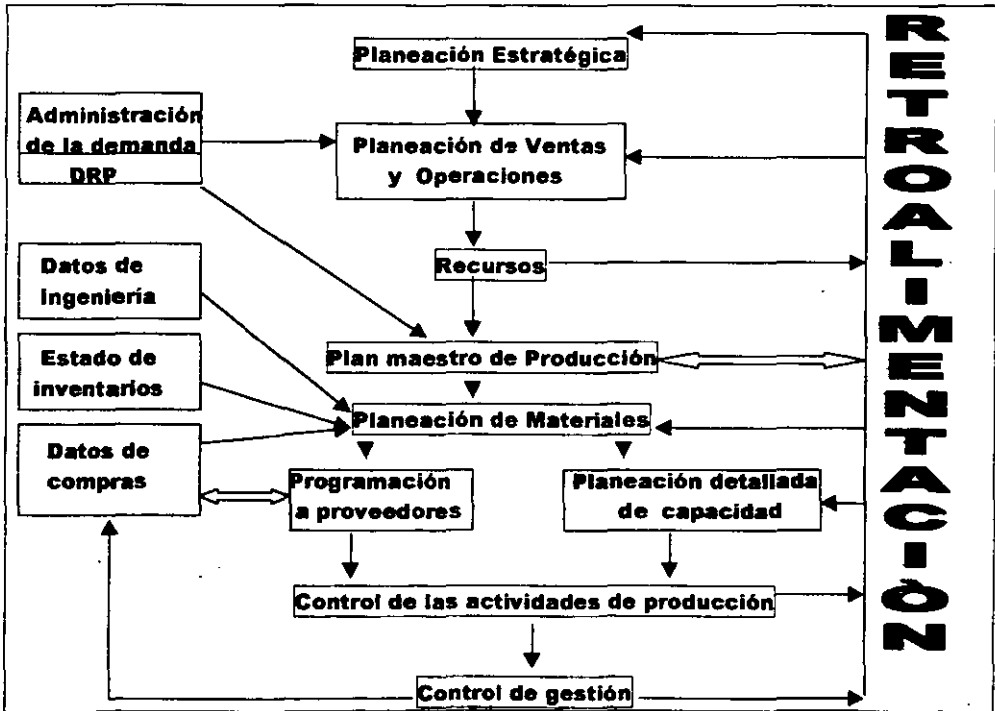 Planeación Estratégica
Administración
de la demanda
DRP
Planeación de Ventas
y Operaciones
Recursos
Datos de
Ingeniería
Plan maestro de Producción
Estado de
inventarios
Planeación de Materiales
Datos de
compras
Programación
a proveedores
Planeación detallada
de capacidad
Control de las actividades de producción
Control de gestión
RETROALIMENTACIÓN